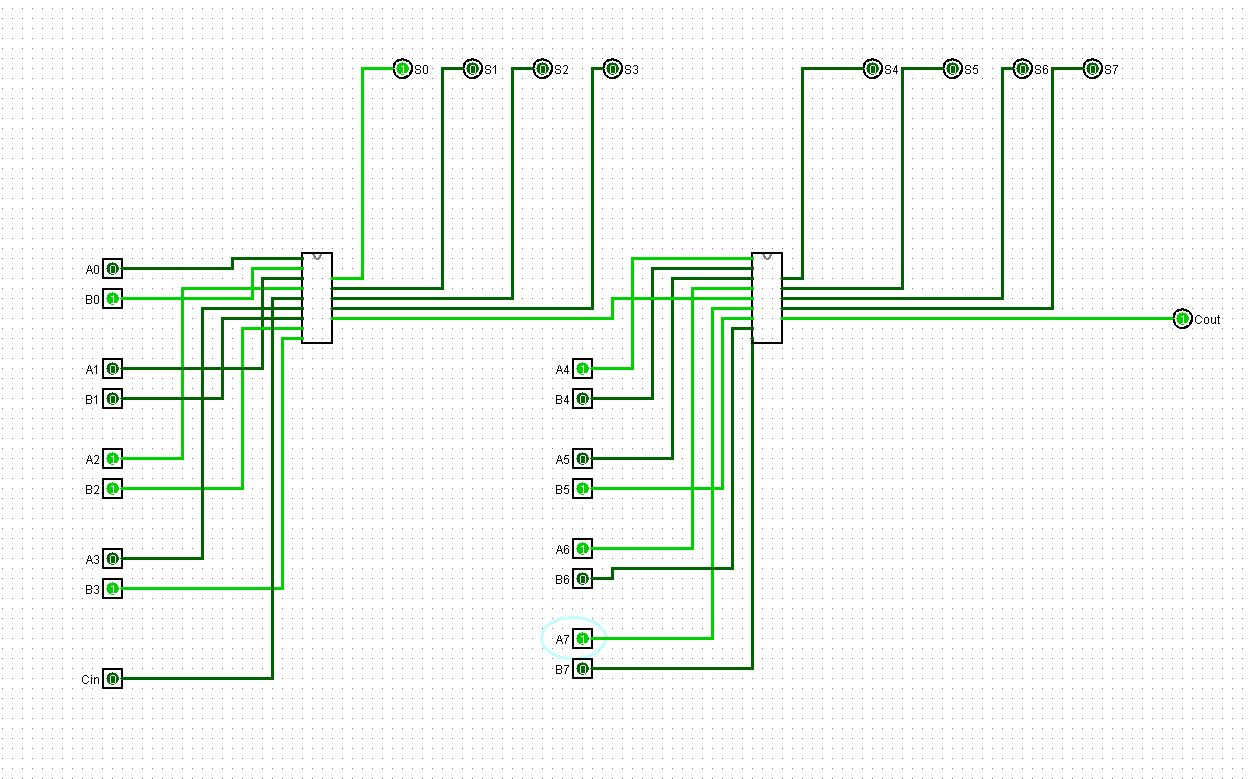 1 S0 0 S1 0 S2 0 S3 0 S4 0 S5 0 S6 0 S7
A0 0
B0 1
1 Cout
A1 0
A4 1
B1 0
B4 0
A2 1
A5 0
B2 1
B5 1
A6 1
A3 0
B6 0
B3 1
A7 1
B7 0
Cin 0